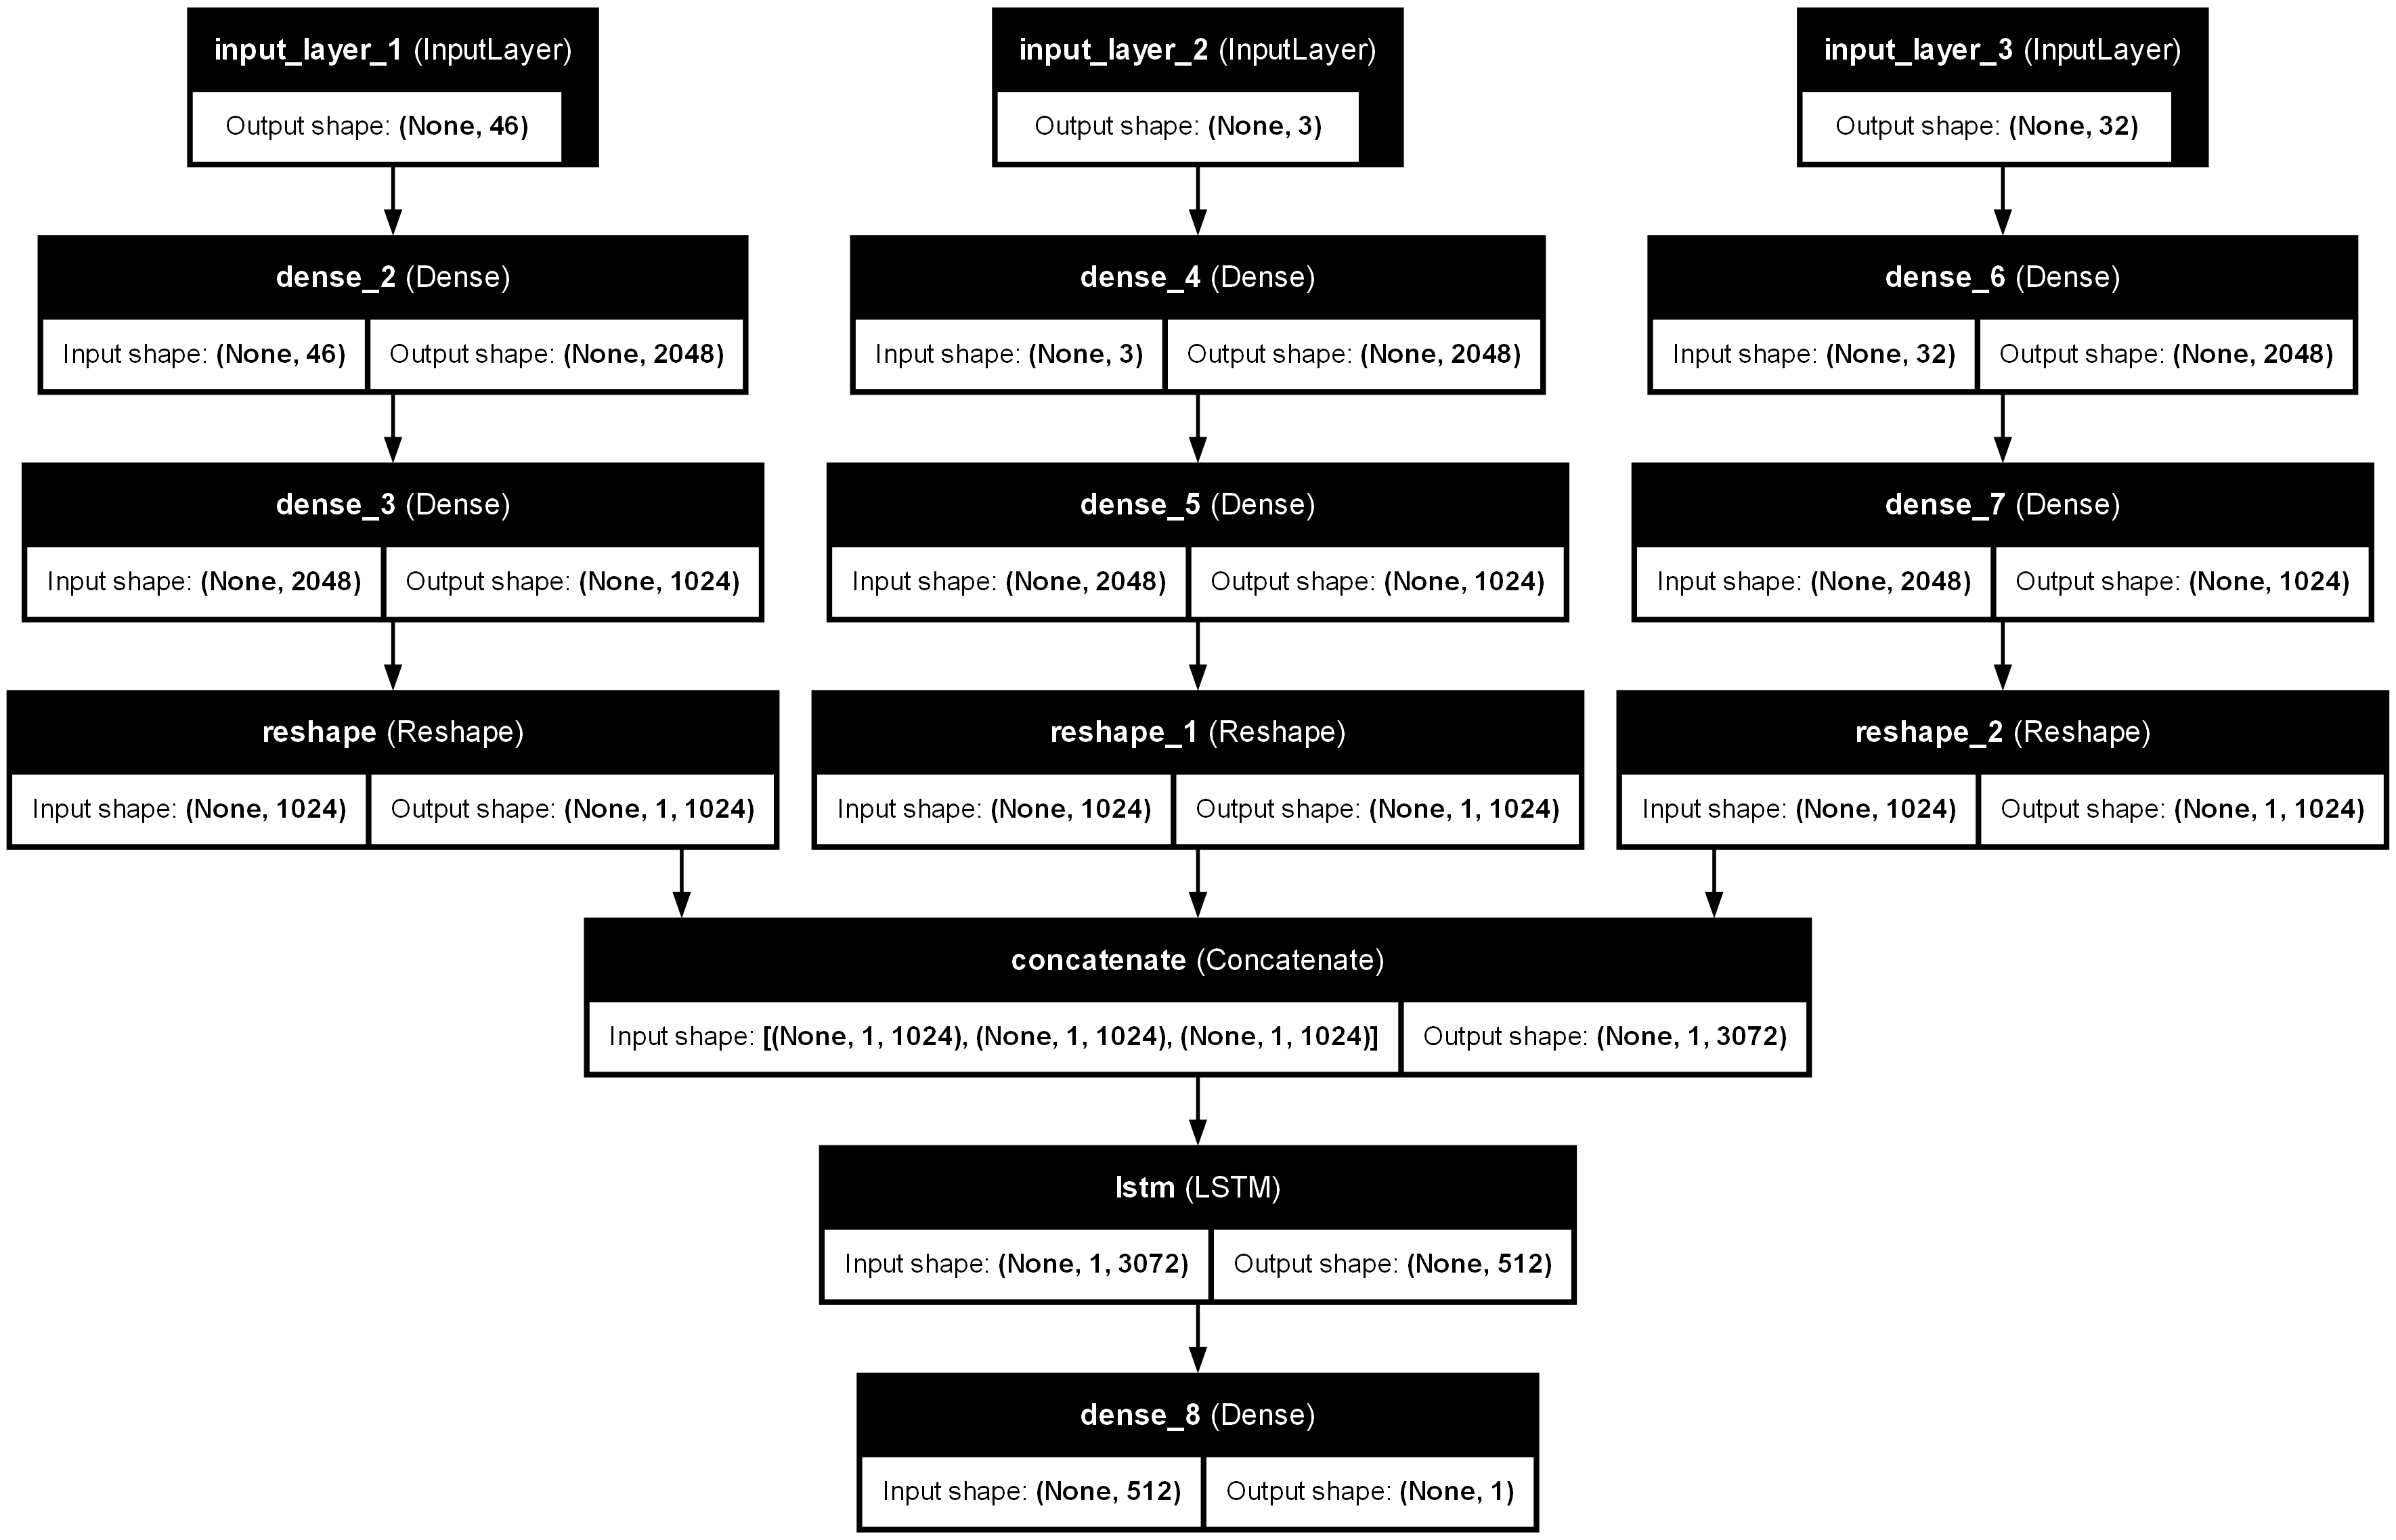 input_layer_1 (InputLayer)
Output shape: (None, 46)
input_layer_2 (InputLayer)
Output shape: (None, 3)
input_layer_3 (InputLayer)
Output shape: (None, 32)
dense_2 (Dense)
Input shape: (None, 46) Output shape: (None, 2048)
dense_4 (Dense)
Input shape: (None, 3) Output shape: (None, 2048)
dense_6 (Dense)
Input shape: (None, 32) Output shape: (None, 2048)
dense_3 (Dense)
Input shape: (None, 2048) Output shape: (None, 1024)
dense_5 (Dense)
Input shape: (None, 2048) Output shape: (None, 1024)
dense_7 (Dense)
Input shape: (None, 2048) Output shape: (None, 1024)
reshape (Reshape)
Input shape: (None, 1024) Output shape: (None, 1, 1024)
reshape_1 (Reshape)
Input shape: (None, 1024) Output shape: (None, 1, 1024)
reshape_2 (Reshape)
Input shape: (None, 1024) Output shape: (None, 1, 1024)
concatenate (Concatenate)
Input shape: [(None, 1, 1024), (None, 1, 1024), (None, 1, 1024)] Output shape: (None, 1, 3072)
lstm (LSTM)
Input shape: (None, 1, 3072) Output shape: (None, 512)
dense_8 (Dense)
Input shape: (None, 512) Output shape: (None, 1)